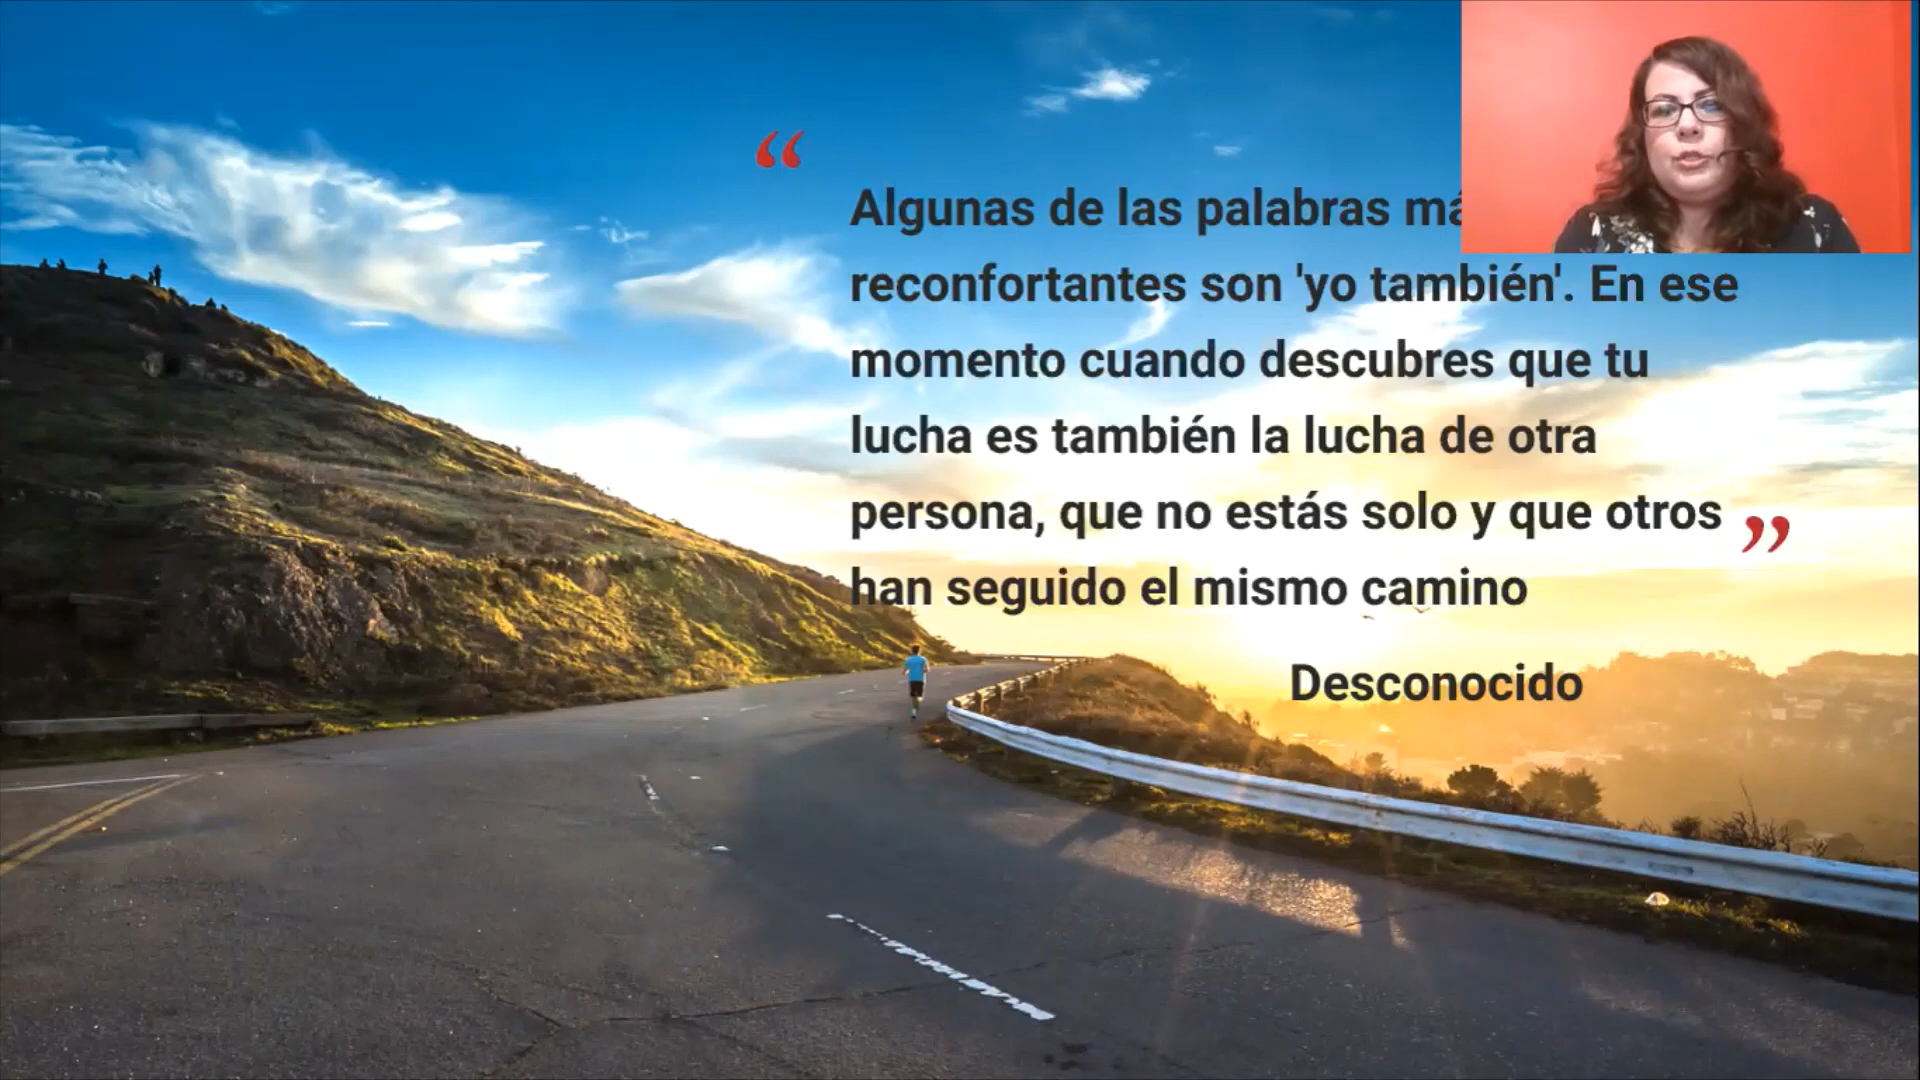 “
Algunas de las palabras
reconfortantes son 'yo también'. En ese
momento cuando descubres que tu
lucha es también la lucha de otra
persona, que no estás solo y que otros ”
han seguido el mismo camino
Desconocido